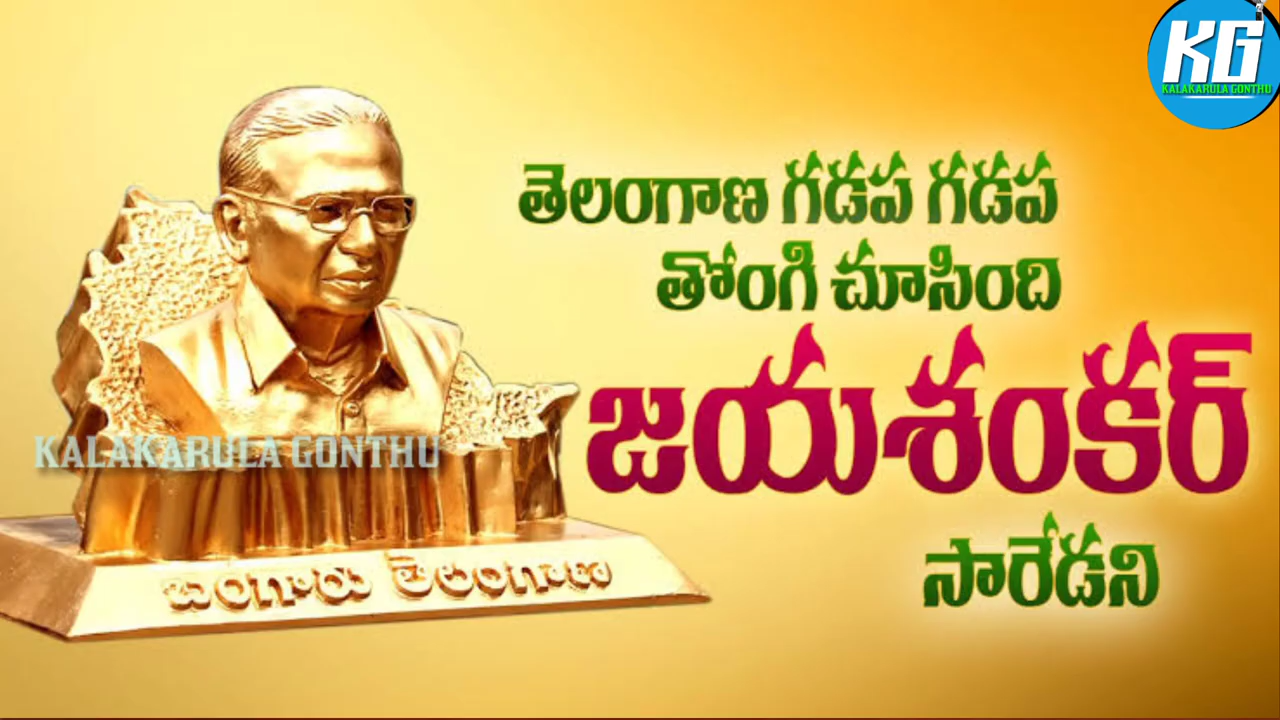 KG
KALAKARULA GONTHU
తెలంగాణ గడప గడప
తోంగి చూసింది
జయశంకర్
సారేడని
KALAKARULA GONTHU
బంగారు తెలంగాణ